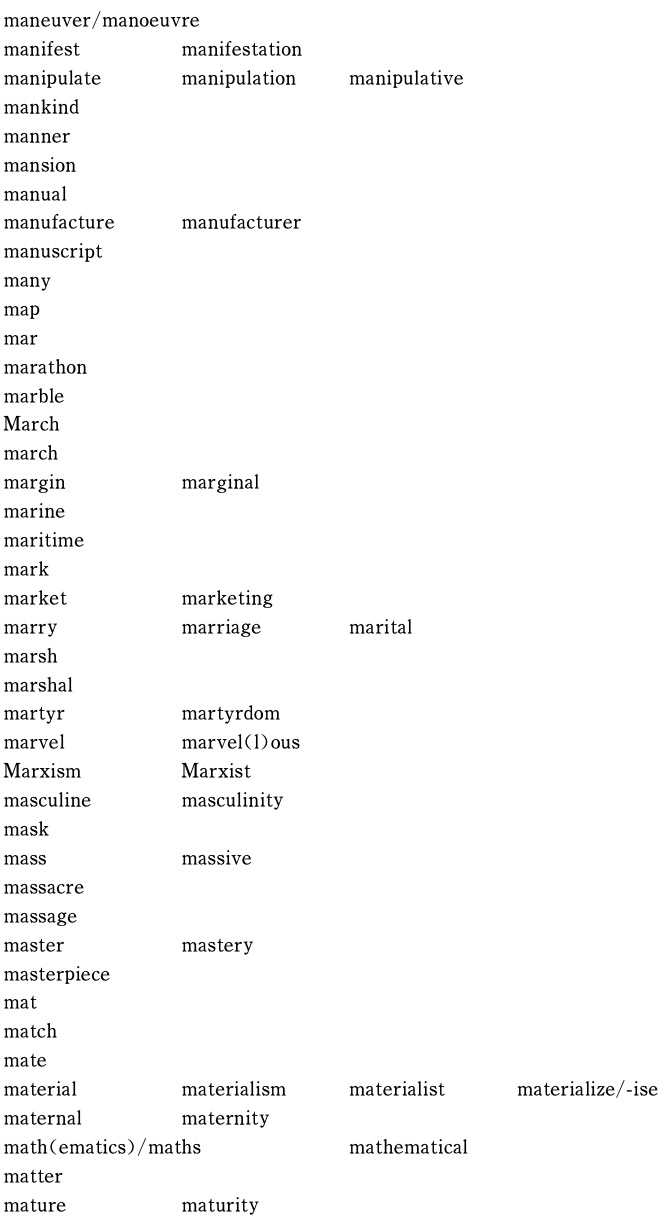 maneuver/manoeuvre
manifest manifestation
manipulate manipulation manipulative
mankind
manner
mansion
manual
manufacture manufacturer
manuscript
many
map
mar
marathon
marble
March
march
margin marginal
marine
maritime
mark
market marketing
marry marriage marital
marsh
marshal
martyr martyrdom
marvel marvel(l)ous
Marxism Marxist
masculine masculinity
mask
mass massive
massacre
massage
master mastery
masterpiece
mat
match
mate
material materialism materialist materialize/-ise
maternal maternity
math(ematics)/maths mathematical
matter
mature maturity